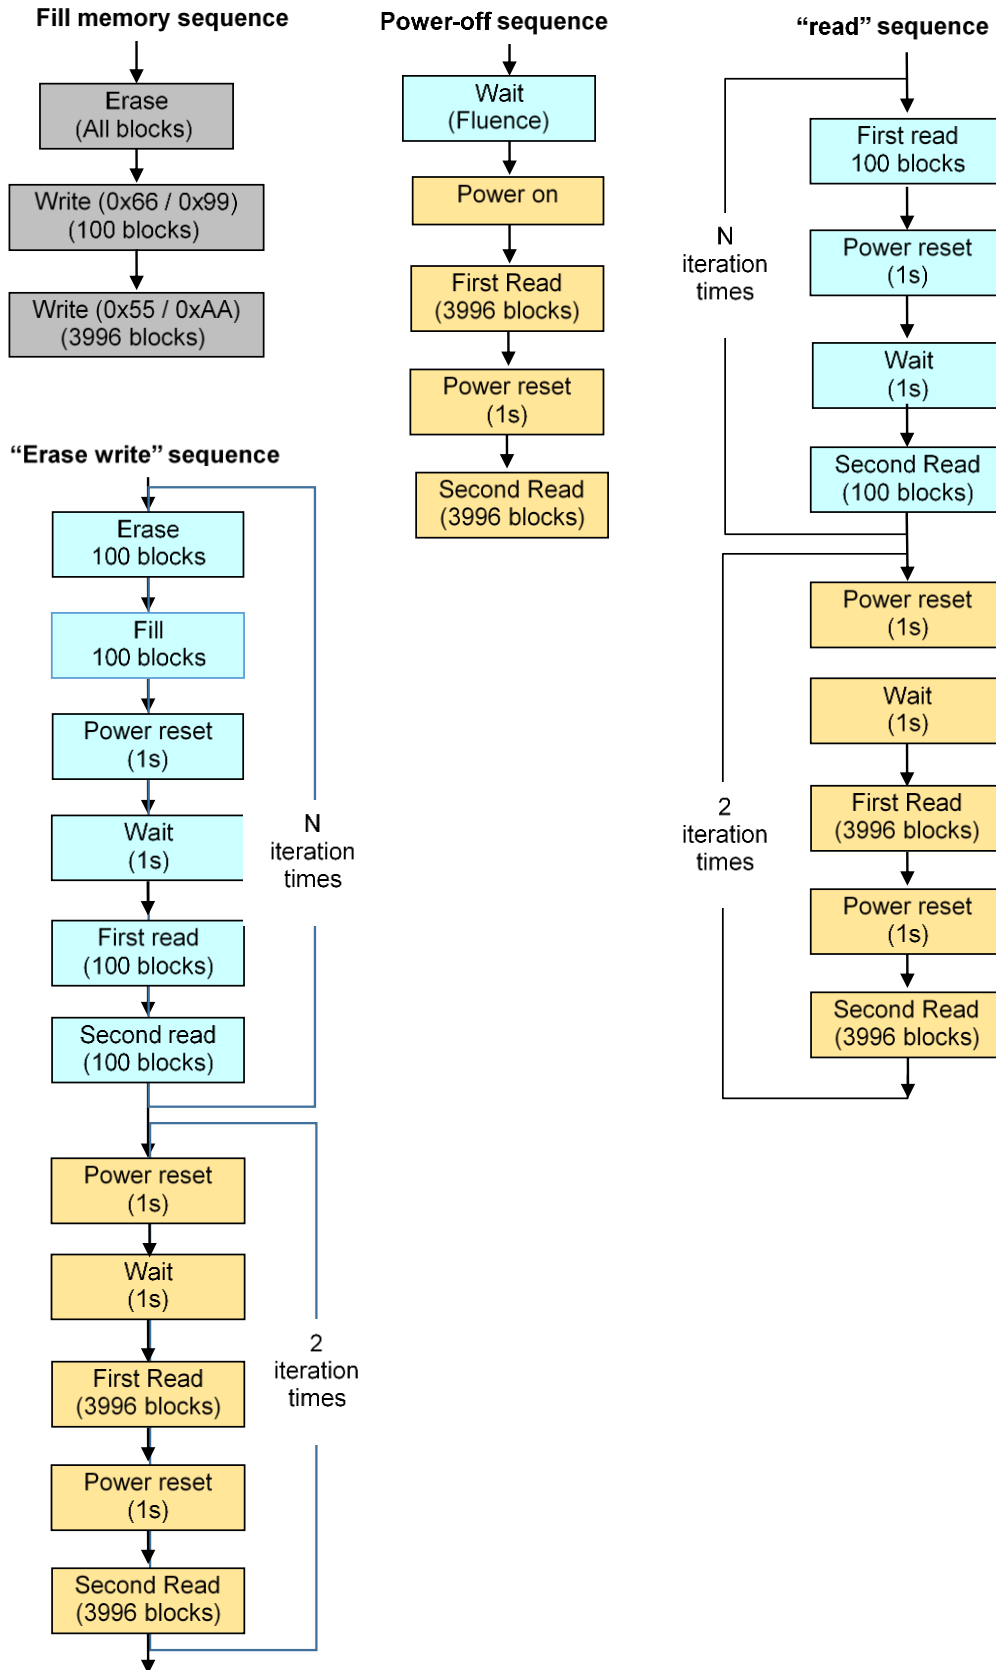 Fill memory sequence
Erase
(All blocks)
Write (0x66 / 0x99)
(100 blocks)
Write (0x55 / 0xAA)
(3996 blocks)
Power-off sequence
Wait
(Fluence)
Power on
First Read
(3996 blocks)
Power reset
(1s)
Second Read
(3996 blocks)
“read” sequence
First read
100 blocks
Power reset
(1s)
Wait
(1s)
Second Read
(100 blocks)
N
iteration
times
Power reset
(1s)
Wait
(1s)
First Read
(3996 blocks)
Power reset
(1s)
Second Read
(3996 blocks)
2
iteration
times
“Erase write” sequence
Erase
100 blocks
Fill
100 blocks
Power reset
(1s)
Wait
(1s)
First read
(100 blocks)
Second read
(100 blocks)
N
iteration
times
Power reset
(1s)
Wait
(1s)
First Read
(3996 blocks)
Power reset
(1s)
Second Read
(3996 blocks)
2
iteration
times